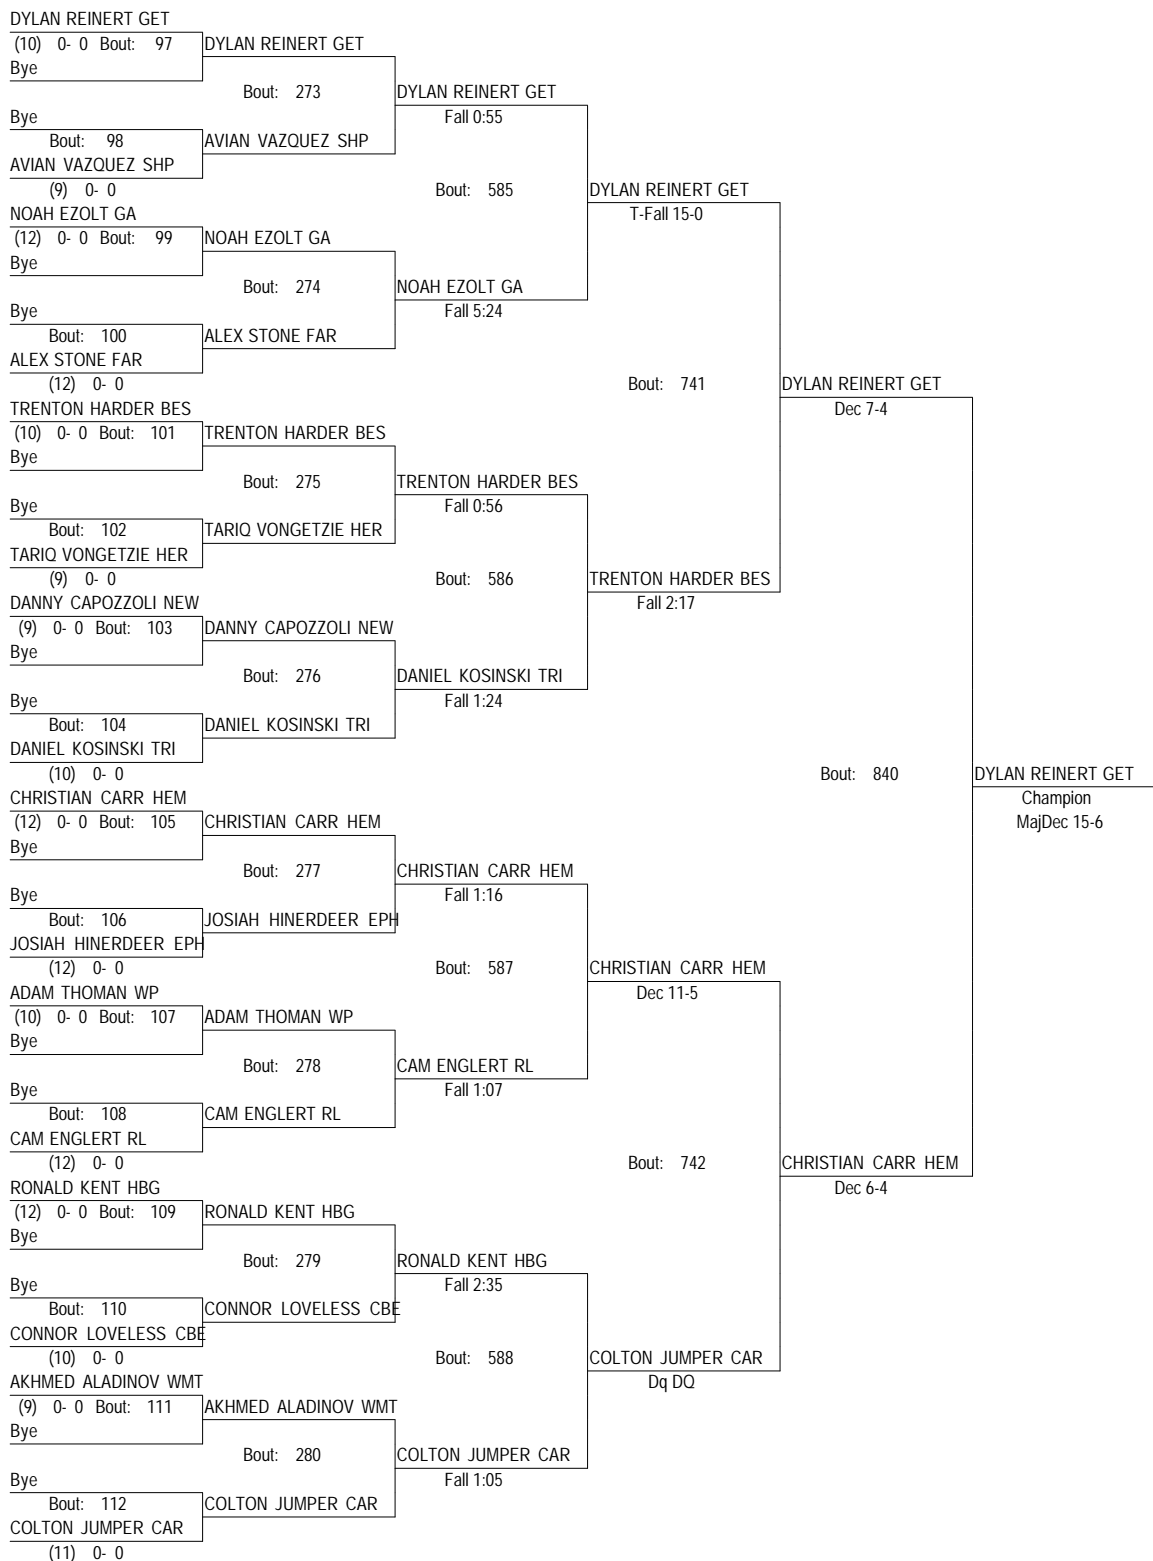 DYLAN REINERT GET
(10) 0- 0 Bout: 97
DYLAN REINERT GET
Bye
Bout: 273
DYLAN REINERT GET
Bye
Fall 0:55
Bout: 98
AVIAN VAZQUEZ SHP
AVIAN VAZQUEZ SHP
(9) 0- 0
Bout: 585
DYLAN REINERT GET
NOAH EZOLT GA
T-Fall 15-0
(12) 0- 0 Bout: 99
NOAH EZOLT GA
Bye
Bout: 274
NOAH EZOLT GA
Bye
Fall 5:24
Bout: 100
ALEX STONE FAR
ALEX STONE FAR
(12) 0- 0
Bout: 741
DYLAN REINERT GET
TRENTON HARDER BES
Dec 7-4
(10) 0- 0 Bout: 101
TRENTON HARDER BES
Bye
Bout: 275
TRENTON HARDER BES
Bye
Fall 0:56
Bout: 102
TARIQ VONGETZIE HER
TARIQ VONGETZIE HER
(9) 0- 0
Bout: 586
TRENTON HARDER BES
DANNY CAPOZZOLI NEW
Fall 2:17
(9) 0- 0 Bout: 103
DANNY CAPOZZOLI NEW
Bye
Bout: 276
DANIEL KOSINSKI TRI
Bye
Fall 1:24
Bout: 104
DANIEL KOSINSKI TRI
DANIEL KOSINSKI TRI
(10) 0- 0
Bout: 840
DYLAN REINERT GET
CHRISTIAN CARR HEM
Champion
(12) 0- 0 Bout: 105
CHRISTIAN CARR HEM
MajDec 15-6
Bye
Bout: 277
CHRISTIAN CARR HEM
Bye
Fall 1:16
Bout: 106
JOSIAH HINERDEER EPH
JOSIAH HINERDEER EPH
(12) 0- 0
Bout: 587
CHRISTIAN CARR HEM
ADAM THOMAN WP
Dec 11-5
(10) 0- 0 Bout: 107
ADAM THOMAN WP
Bye
Bout: 278
CAM ENGLERT RL
Bye
Fall 1:07
Bout: 108
CAM ENGLERT RL
CAM ENGLERT RL
(12) 0- 0
Bout: 742
CHRISTIAN CARR HEM
RONALD KENT HBG
Dec 6-4
(12) 0- 0 Bout: 109
RONALD KENT HBG
Bye
Bout: 279
RONALD KENT HBG
Bye
Fall 2:35
Bout: 110
CONNOR LOVELESS CBE
CONNOR LOVELESS CBE
(10) 0- 0
Bout: 588
COLTON JUMPER CAR
AKHMED ALADINOV WMT
Dq DQ
(9) 0- 0 Bout: 111
AKHMED ALADINOV WMT
Bye
Bout: 280
COLTON JUMPER CAR
Bye
Fall 1:05
Bout: 112
COLTON JUMPER CAR
COLTON JUMPER CAR
(11) 0- 0